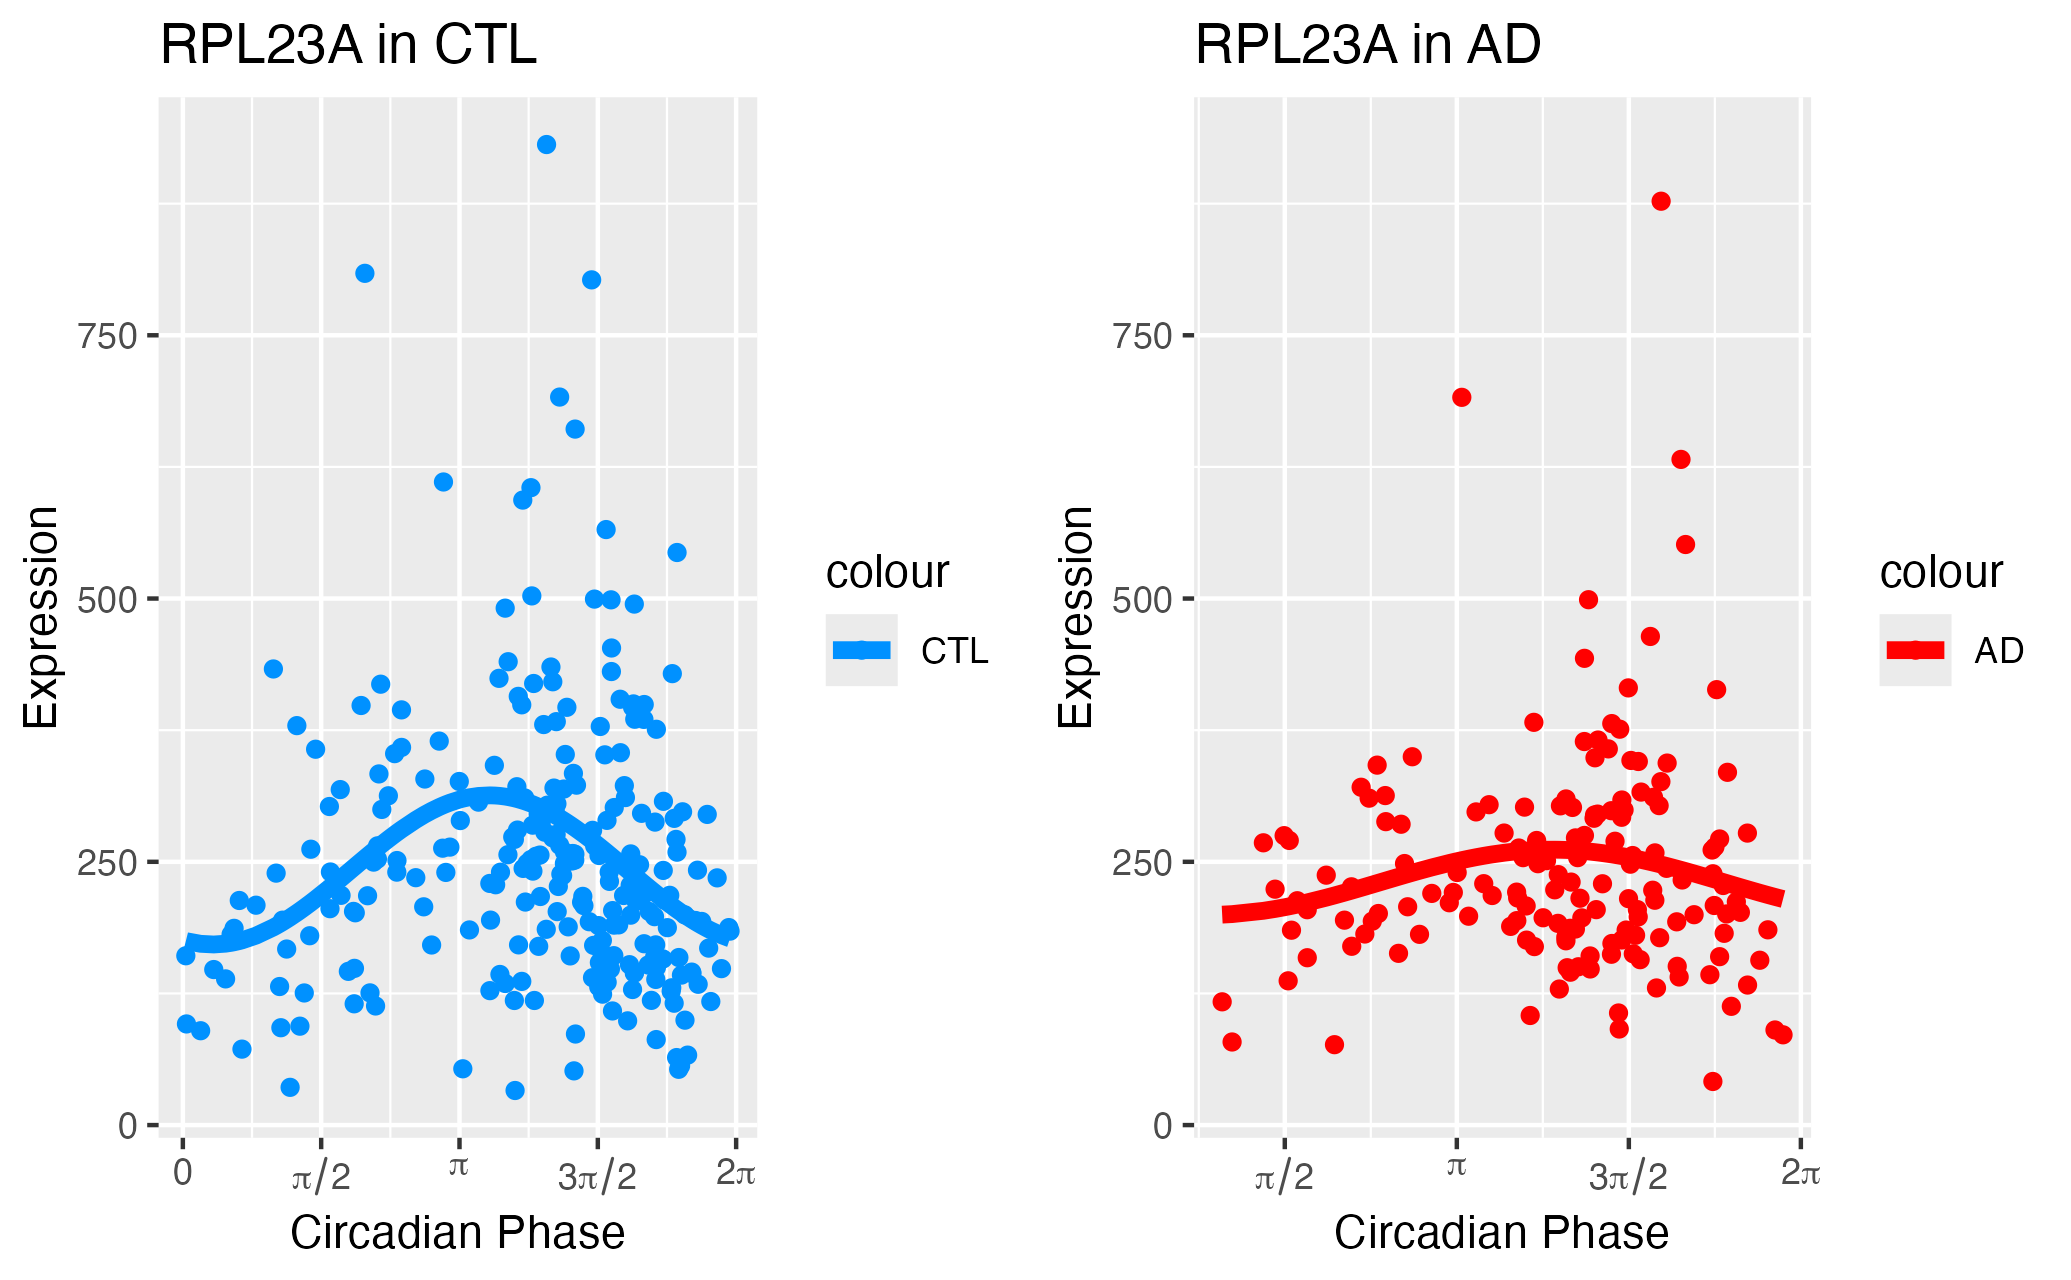 RPL23A in CTL
Expression
750
500
250
0
0 π/2 π 3π/2 2π
Circadian Phase
colour
CTL
RPL23A in AD
Expression
750
500
250
0
π/2 π 3π/2 2π
Circadian Phase
colour
AD